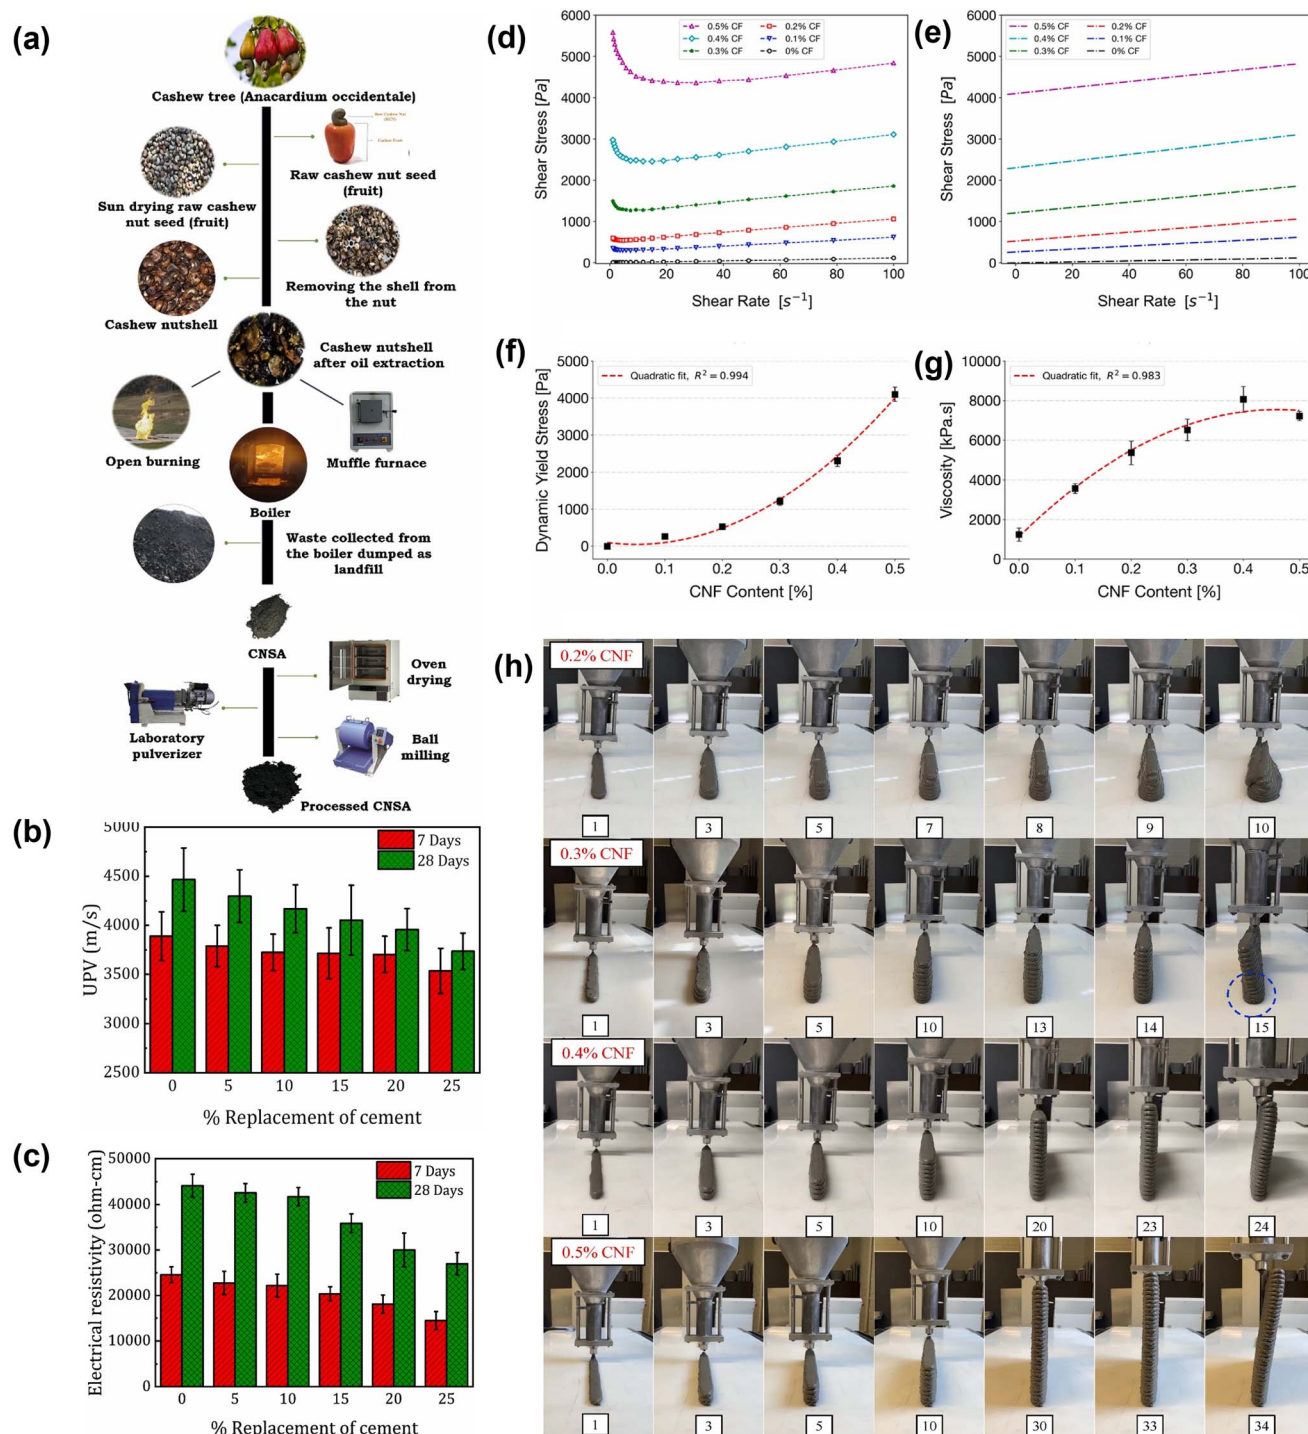 (a)
Cashew tree (Anacardium occidentale)
Raw cashew nut seed
(fruit)
Sun drying raw cashew
nut seed (fruit)
Removing the shell from
the nut
Cashew nutshell
Cashew nutshell
after oil extraction
Open burning
Muffle furnace
Boiler
Waste collected from
the boiler dumped as
landfill
CNSA
Oven
drying
Laboratory
pulverizer
Ball
milling
Processed CNSA
(b)
5000
4500
4000
3500
3000
2500
UPV (m/s)
7 Days
28 Days
0 5 10 15 20 25
% Replacement of cement
(c)
50000
40000
30000
20000
10000
0
Electrical resistivity (ohm-cm)
7 Days
28 Days
0 5 10 15 20 25
% Replacement of cement
(d)
6000
5000
4000
3000
2000
1000
0
Shear Stress [Pa]
0.5% CF 0.2% CF
0.4% CF 0.1% CF
0.3% CF 0% CF
0 20 40 60 80 100
Shear Rate [s⁻¹]
(e)
6000
5000
4000
3000
2000
1000
0
Shear Stress [Pa]
0.5% CF 0.2% CF
0.4% CF 0.1% CF
0.3% CF 0% CF
0 20 40 60 80 100
Shear Rate [s⁻¹]
(f)
5000
4000
3000
2000
1000
0
Dynamic Yield Stress [Pa]
Quadratic fit, R² = 0.994
0.0 0.1 0.2 0.3 0.4 0.5
CNF Content [%]
(g)
10000
8000
6000
4000
2000
0
Viscosity [kPa.s]
Quadratic fit, R² = 0.983
0.0 0.1 0.2 0.3 0.4 0.5
CNF Content [%]
(h)
0.2% CNF
1 3 5 7 8 9 10
0.3% CNF
1 3 5 10 13 14 15
0.4% CNF
1 3 5 10 20 23 24
0.5% CNF
1 3 5 10 30 33 34